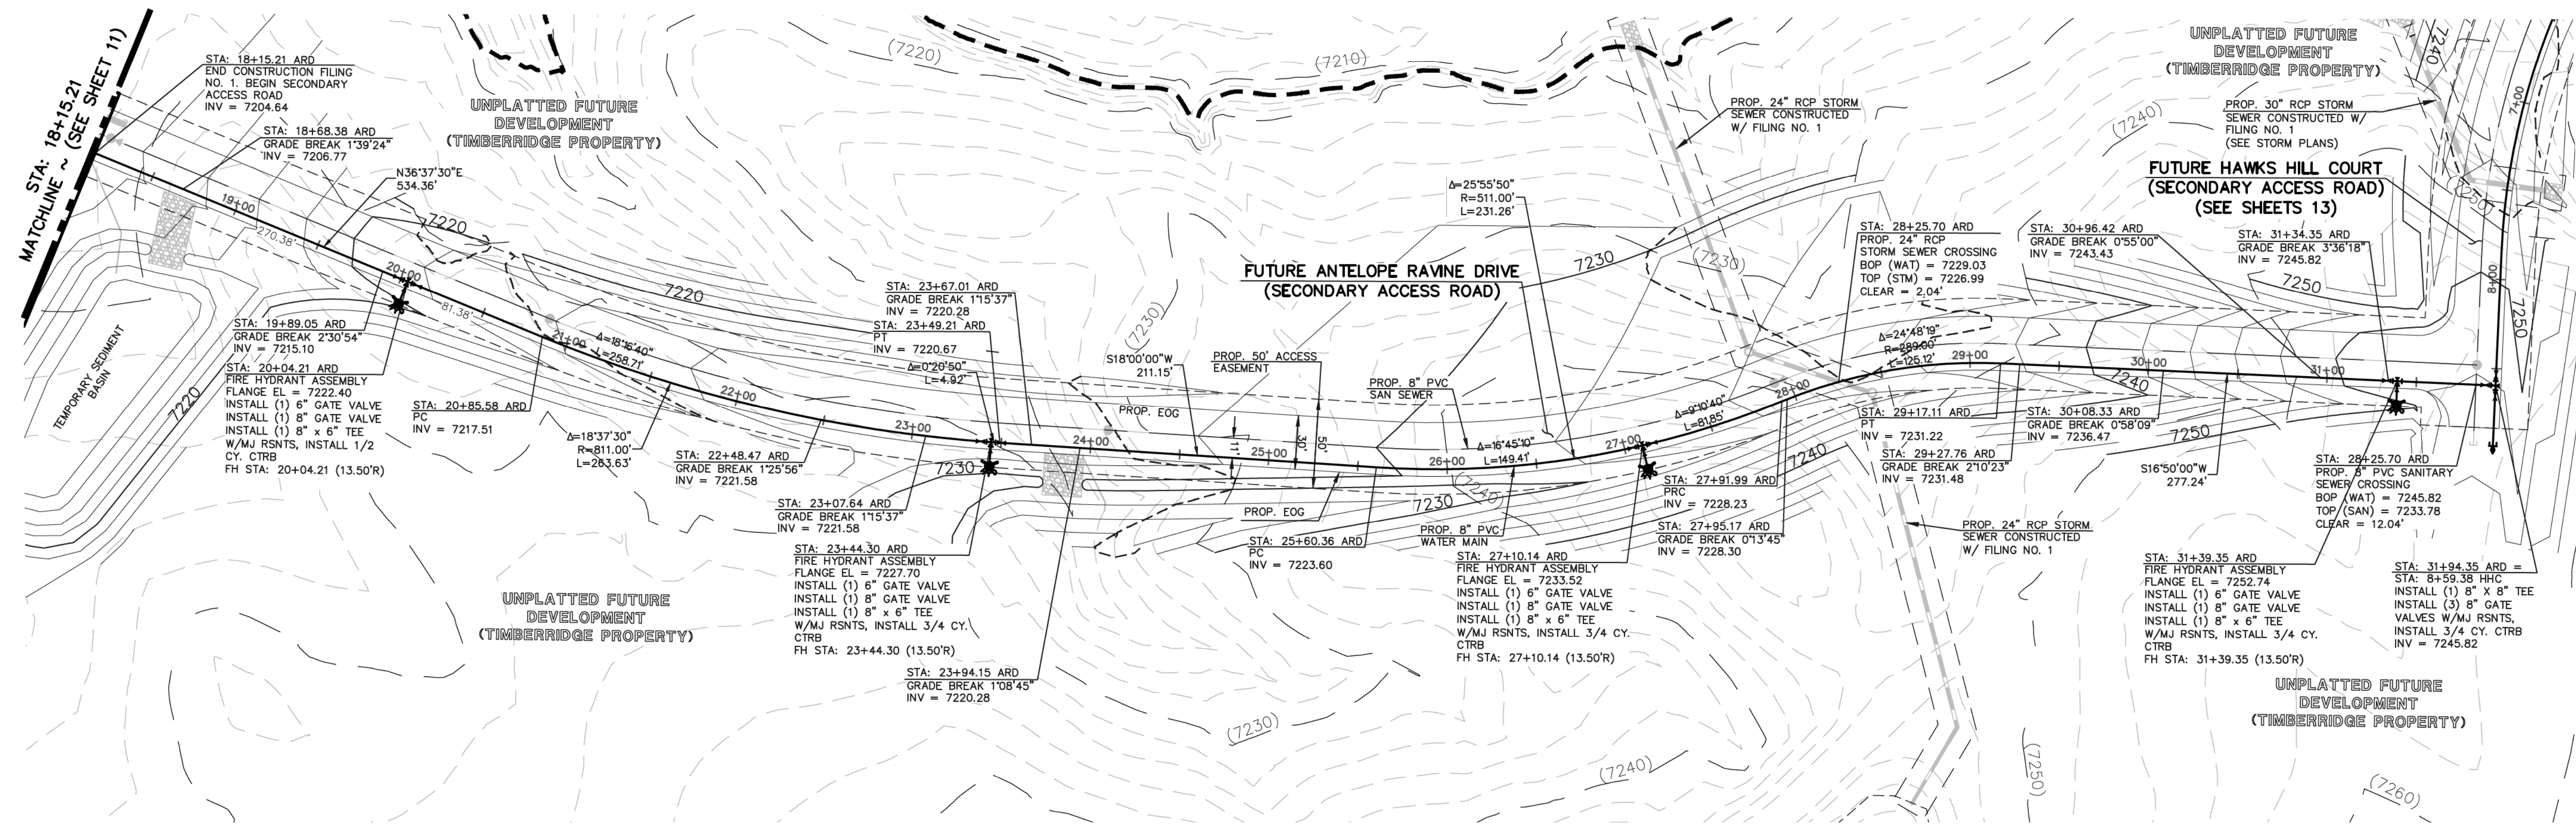 STA: 18+15.21
MATCHLINE ~ (SEE SHEET 11)
STA: 18+15.21 ARD
END CONSTRUCTION FILING
NO. 1. BEGIN SECONDARY
ACCESS ROAD
INV = 7204.64
STA: 18+68.38 ARD
GRADE BREAK 1°39'24"
INV = 7206.77
N36°37'30"E
534.36'
UNPLATTED FUTURE
DEVELOPMENT
(TIMBERRIDGE PROPERTY)
(7220)
(7210)
19+00
270.38'
20+00
81.38'
7220
7220
21+00
Δ=18°16'40"
L=258.71'
22+00
23+00
TEMPORARY SEDIMENT
BASIN
7220
STA: 19+89.05 ARD
GRADE BREAK 2°30'54"
INV = 7215.10
STA: 20+04.21 ARD
FIRE HYDRANT ASSEMBLY
FLANGE EL = 7222.40
INSTALL (1) 6" GATE VALVE
INSTALL (1) 8" GATE VALVE
INSTALL (1) 8" x 6" TEE
W/MJ RSNTS, INSTALL 1/2
CY. CTRB
FH STA: 20+04.21 (13.50'R)
STA: 20+85.58 ARD
PC
INV = 7217.51
Δ=18°37'30"
R=811.00'
L=263.63'
STA: 22+48.47 ARD
GRADE BREAK 1°25'56"
INV = 7221.58
STA: 23+67.01 ARD
GRADE BREAK 1°15'37"
INV = 7220.28
STA: 23+49.21 ARD
PT
INV = 7220.67
Δ=0°20'50"
L=4.92'
7230
STA: 23+07.64 ARD
GRADE BREAK 1°15'37"
INV = 7221.58
STA: 23+44.30 ARD
FIRE HYDRANT ASSEMBLY
FLANGE EL = 7227.70
INSTALL (1) 6" GATE VALVE
INSTALL (1) 8" GATE VALVE
INSTALL (1) 8" x 6" TEE
W/MJ RSNTS, INSTALL 3/4 CY.
CTRB
FH STA: 23+44.30 (13.50'R)
STA: 23+94.15 ARD
GRADE BREAK 1°08'45"
INV = 7220.28
UNPLATTED FUTURE
DEVELOPMENT
(TIMBERRIDGE PROPERTY)
(7230)
S18°00'00"W
211.15'
PROP. 50' ACCESS
EASEMENT
FUTURE ANTELOPE RAVINE DRIVE
(SECONDARY ACCESS ROAD)
Δ=25°55'50"
R=511.00'
L=231.26'
PROP. EOG
24+00
11'
30'
50'
25+00
PROP. 8" PVC
SAN SEWER
26+00
Δ=16°45'10"
L=149.41'
27+00
(7240)
7230
PROP. EOG
STA: 25+60.36 ARD
PC
INV = 7223.60
PROP. 8" PVC
WATER MAIN
STA: 27+10.14 ARD
FIRE HYDRANT ASSEMBLY
FLANGE EL = 7233.52
INSTALL (1) 6" GATE VALVE
INSTALL (1) 8" GATE VALVE
INSTALL (1) 8" x 6" TEE
W/MJ RSNTS, INSTALL 3/4 CY.
CTRB
FH STA: 27+10.14 (13.50'R)
STA: 27+91.99 ARD
PRC
INV = 7228.23
STA: 27+95.17 ARD
GRADE BREAK 0°13'45"
INV = 7228.30
Δ=9°10'40"
L=81.85'
28+00
7240
7230
(7230)
(7230)
(7240)
PROP. 24" RCP STORM
SEWER CONSTRUCTED
W/ FILING NO. 1
STA: 28+25.70 ARD
PROP. 24" RCP
STORM SEWER CROSSING
BOP (WAT) = 7229.03
TOP (STM) = 7226.99
CLEAR = 2.04'
Δ=24°48'19"
R=289.00'
L=125.12'
29+00
30+00
31+00
7240
STA: 30+96.42 ARD
GRADE BREAK 0°55'00"
INV = 7243.43
STA: 31+34.35 ARD
GRADE BREAK 3°36'18"
INV = 7245.82
7250
FUTURE HAWKS HILL COURT
(SECONDARY ACCESS ROAD)
(SEE SHEETS 13)
UNPLATTED FUTURE
DEVELOPMENT
(TIMBERRIDGE PROPERTY)
PROP. 30" RCP STORM
SEWER CONSTRUCTED W/
FILING NO. 1
(SEE STORM PLANS)
(7240)
7240
7+00
(7250)
8+00
7250
STA: 29+17.11 ARD
PT
INV = 7231.22
STA: 29+27.76 ARD
GRADE BREAK 2°10'23"
INV = 7231.48
STA: 30+08.33 ARD
GRADE BREAK 0°58'09"
INV = 7236.47
7250
S16°50'00"W
277.24'
STA: 28+25.70 ARD
PROP. 8" PVC SANITARY
SEWER CROSSING
BOP (WAT) = 7245.82
TOP (SAN) = 7233.78
CLEAR = 12.04'
PROP. 24" RCP STORM
SEWER CONSTRUCTED
W/ FILING NO. 1
STA: 31+39.35 ARD
FIRE HYDRANT ASSEMBLY
FLANGE EL = 7252.74
INSTALL (1) 6" GATE VALVE
INSTALL (1) 8" GATE VALVE
INSTALL (1) 8" x 6" TEE
W/MJ RSNTS, INSTALL 3/4 CY.
CTRB
FH STA: 31+39.35 (13.50'R)
STA: 31+94.35 ARD =
STA: 8+59.38 HHC
INSTALL (1) 8" X 8" TEE
INSTALL (3) 8" GATE
VALVES W/MJ RSNTS,
INSTALL 3/4 CY. CTRB
INV = 7245.82
UNPLATTED FUTURE
DEVELOPMENT
(TIMBERRIDGE PROPERTY)
(7230)
(7250)
(7260)